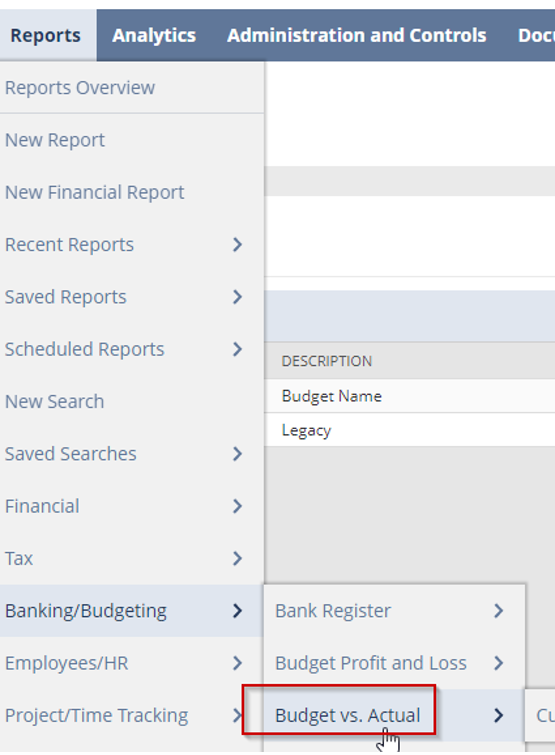 Reports Analytics Administration and Controls
Reports Overview
New Report
New Financial Report
Recent Reports
Saved Reports
Scheduled Reports
DESCRIPTION
Budget Name
New Search
Legacy
Saved Searches
Financial
Tax
Banking/Budgeting Bank Register
Employees/HR Budget Profit and Loss
Project/Time Tracking Budget vs. Actual